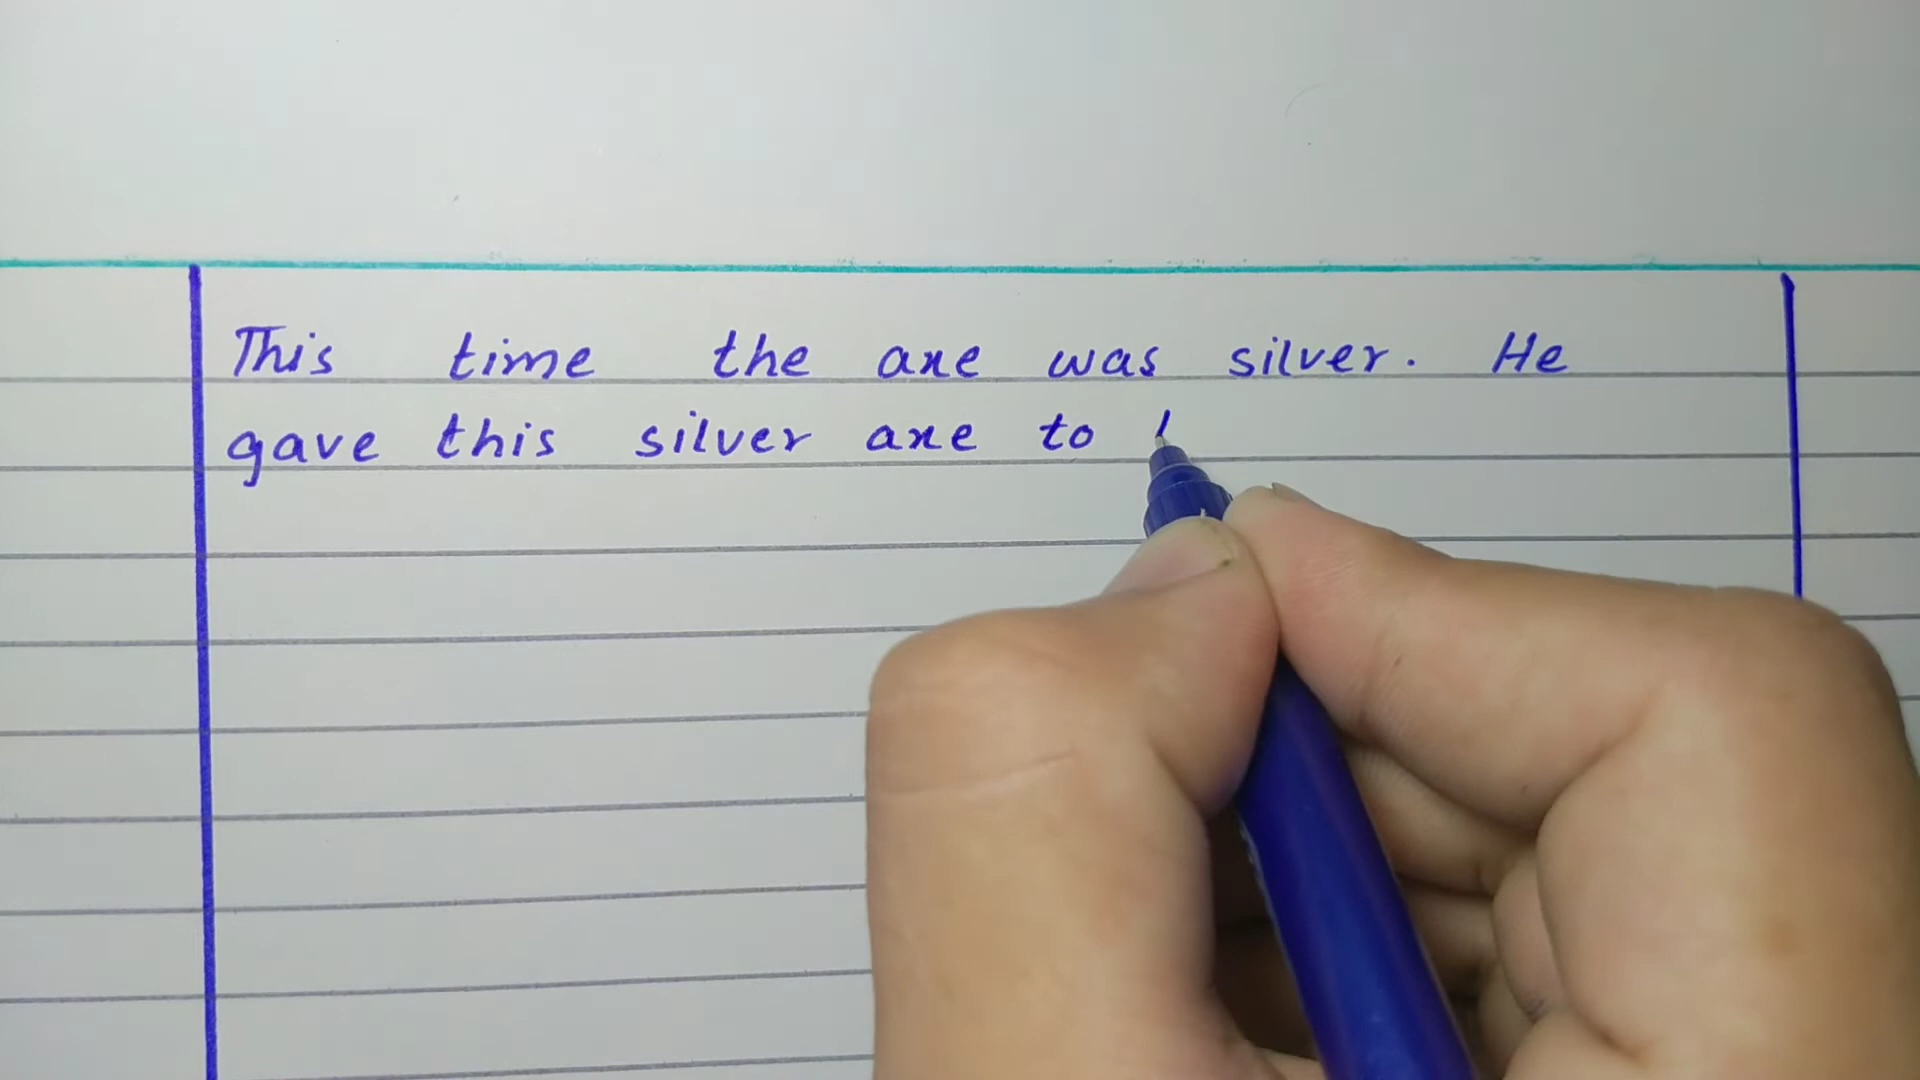 This time the axe was silver. He
gave this silver axe to